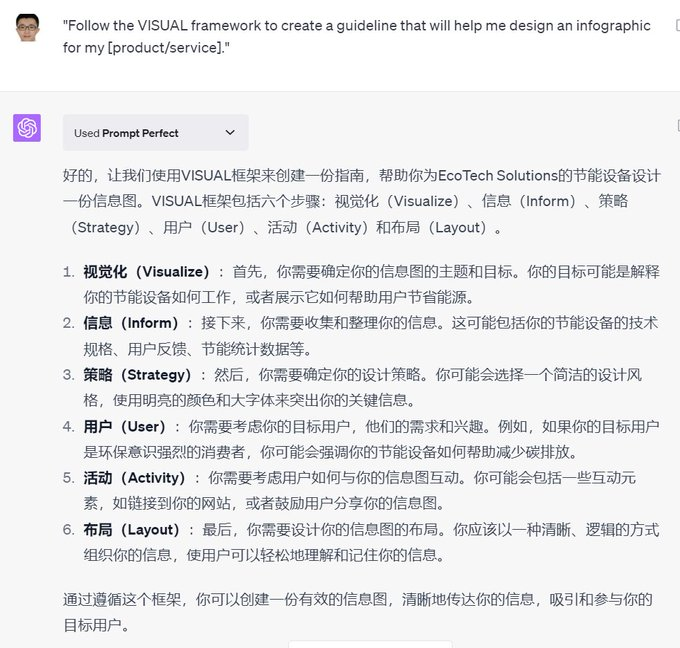 "Follow the VISUAL framework to create a guideline that will help me design an infographic
for my [product/service]."
Used Prompt Perfect
好的，让我们使用VISUAL框架来创建一份指南，帮助你为EcoTech Solutions的节能设备设计
一份信息图。VISUAL框架包括六个步骤：视觉化（Visualize）、信息（Inform）、策略
（Strategy）、用户（User）、活动（Activity）和布局（Layout）。
1. 视觉化（Visualize）：首先，你需要确定你的信息图的主题和目标。你的目标可能是解释
你的节能设备如何工作，或者展示它如何帮助用户节省能源。
2. 信息（Inform）：接下来，你需要收集和整理你的信息。这可能包括你的节能设备的技术
规格、用户反馈、节能统计数据等。
3. 策略（Strategy）：然后，你需要确定你的设计策略。你可能会选择一个简洁的设计风
格，使用明亮的颜色和大字体来突出你的关键信息。
4. 用户（User）：你需要考虑你的目标用户，他们的需求和兴趣。例如，如果你的目标用户
是环保意识强烈的消费者，你可能会强调你的节能设备如何帮助减少碳排放。
5. 活动（Activity）：你需要考虑用户如何与你的信息图互动。你可能会包括一些互动元
素，如链接到你的网站，或者鼓励用户分享你的信息图。
6. 布局（Layout）：最后，你需要设计你的信息图的布局。你应该以一种清晰、逻辑的方式
组织你的信息，使用户可以轻松地理解和记住你的信息。
通过遵循这个框架，你可以创建一份有效的信息图，清晰地传达你的信息，吸引和参与你的
目标用户。